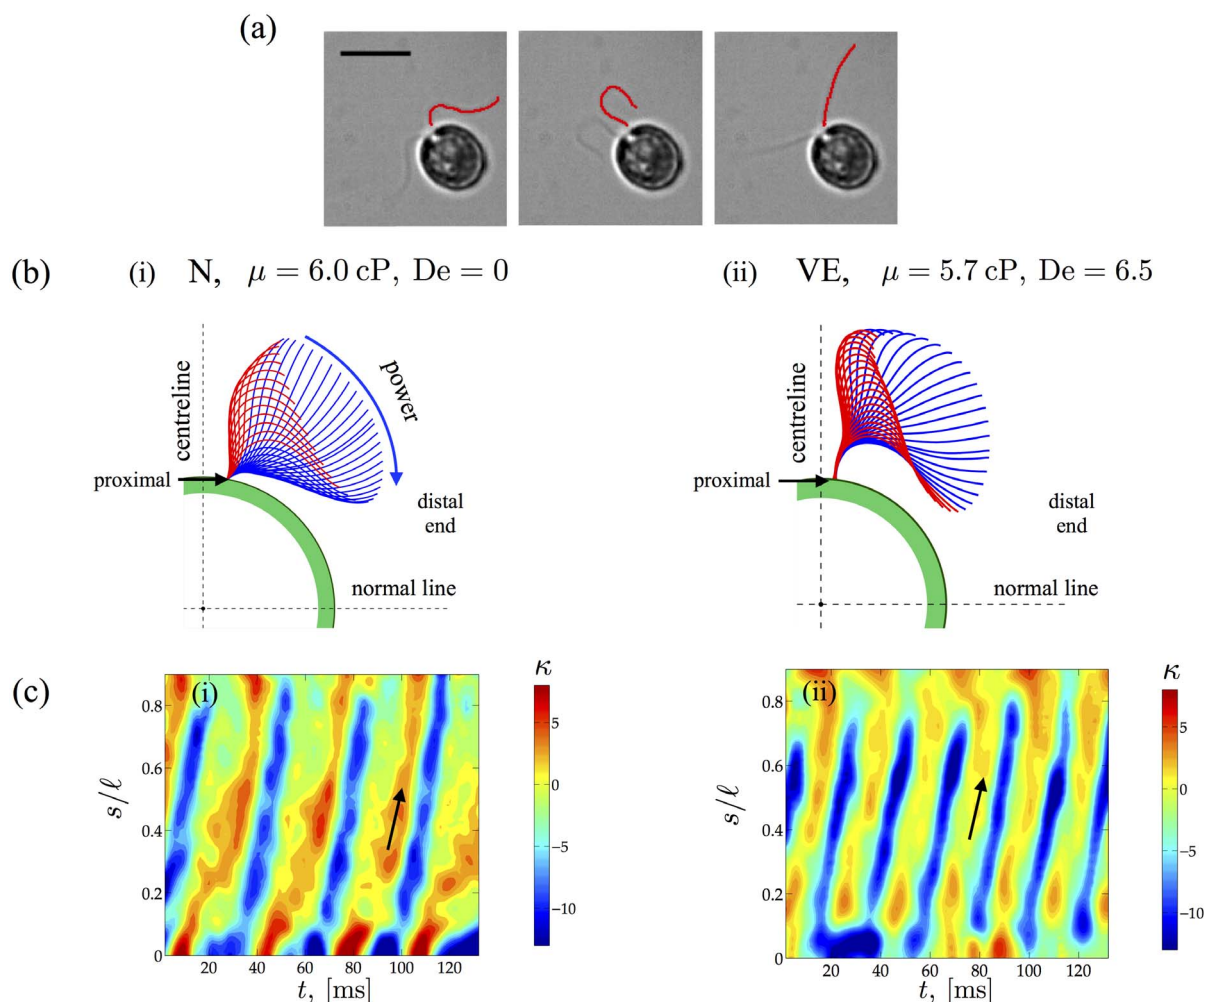 (a)
(b) (i) N, μ = 6.0 cP, De = 0
(ii) VE, μ = 5.7 cP, De = 6.5
centreline
power
proximal
distal
end
normal line
centreline
proximal
distal
end
normal line
(c)
(i)
κ
0.8
0.6
0.4
0.2
0
s/ℓ
20 40 60 80 100 120
t, [ms]
5
0
−5
−10
(ii)
κ
0.8
0.6
0.4
0.2
0
s/ℓ
20 40 60 80 100 120
t, [ms]
5
0
−5
−10